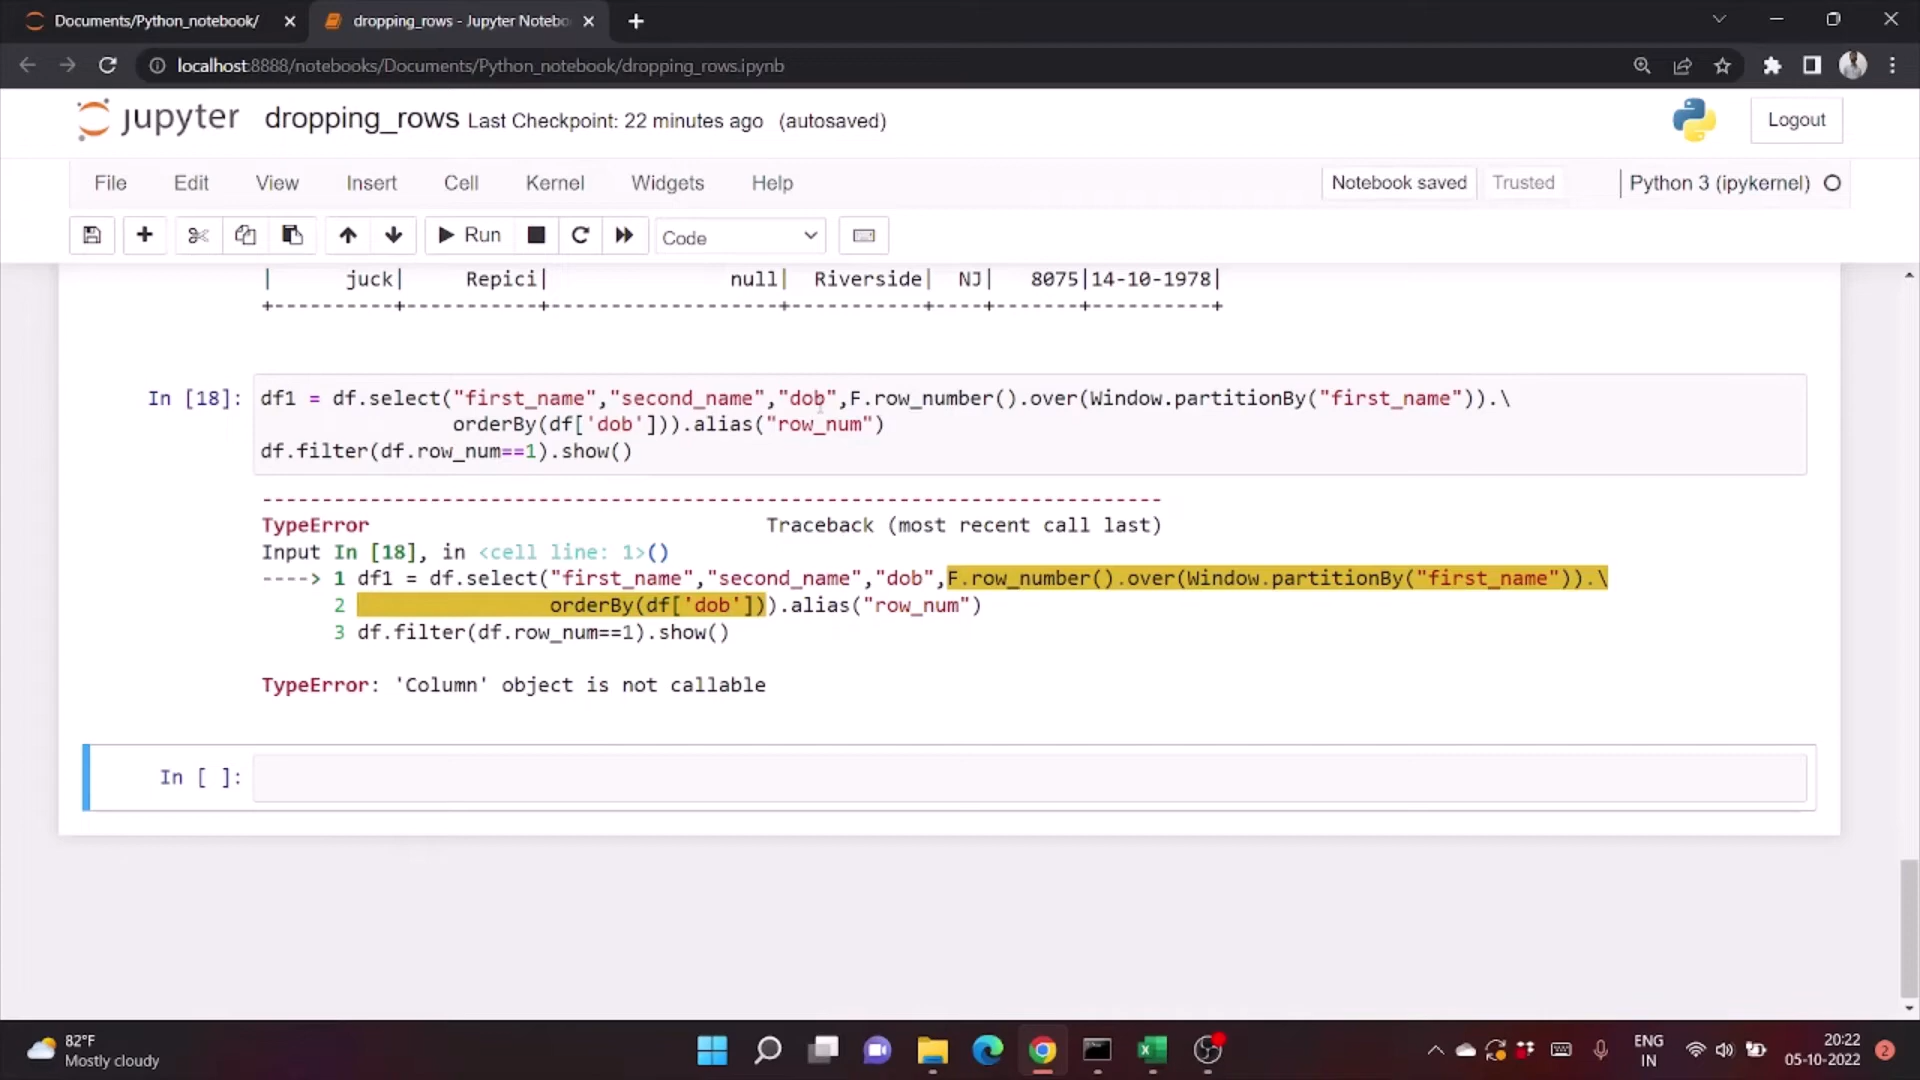 Documents/Python_notebook/
dropping_rows - Jupyter Notebo
localhost:8888/notebooks/Documents/Python_notebook/dropping_rows.ipynb
jupyter dropping_rows Last Checkpoint: 22 minutes ago (autosaved)
Logout
File Edit View Insert Cell Kernel Widgets Help
Notebook saved Trusted Python 3 (ipykernel)
Run Code
| juck| Repici| null| Riverside| NJ| 8075|14-10-1978|
+----------+-----------+-------------------+-----------+----+-------+----------+
In [18]: df1 = df.select("first_name","second_name","dob",F.row_number().over(Window.partitionBy("first_name")).\
orderBy(df['dob'])).alias("row_num")
df.filter(df.row_num==1).show()
---------------------------------------------------------------------------
TypeError Traceback (most recent call last)
Input In [18], in <cell line: 1>()
----> 1 df1 = df.select("first_name","second_name","dob",F.row_number().over(Window.partitionBy("first_name")).\
2 orderBy(df['dob'])).alias("row_num")
3 df.filter(df.row_num==1).show()
TypeError: 'Column' object is not callable
In [ ]:
82°F
Mostly cloudy
ENG
IN
20:22
05-10-2022
2